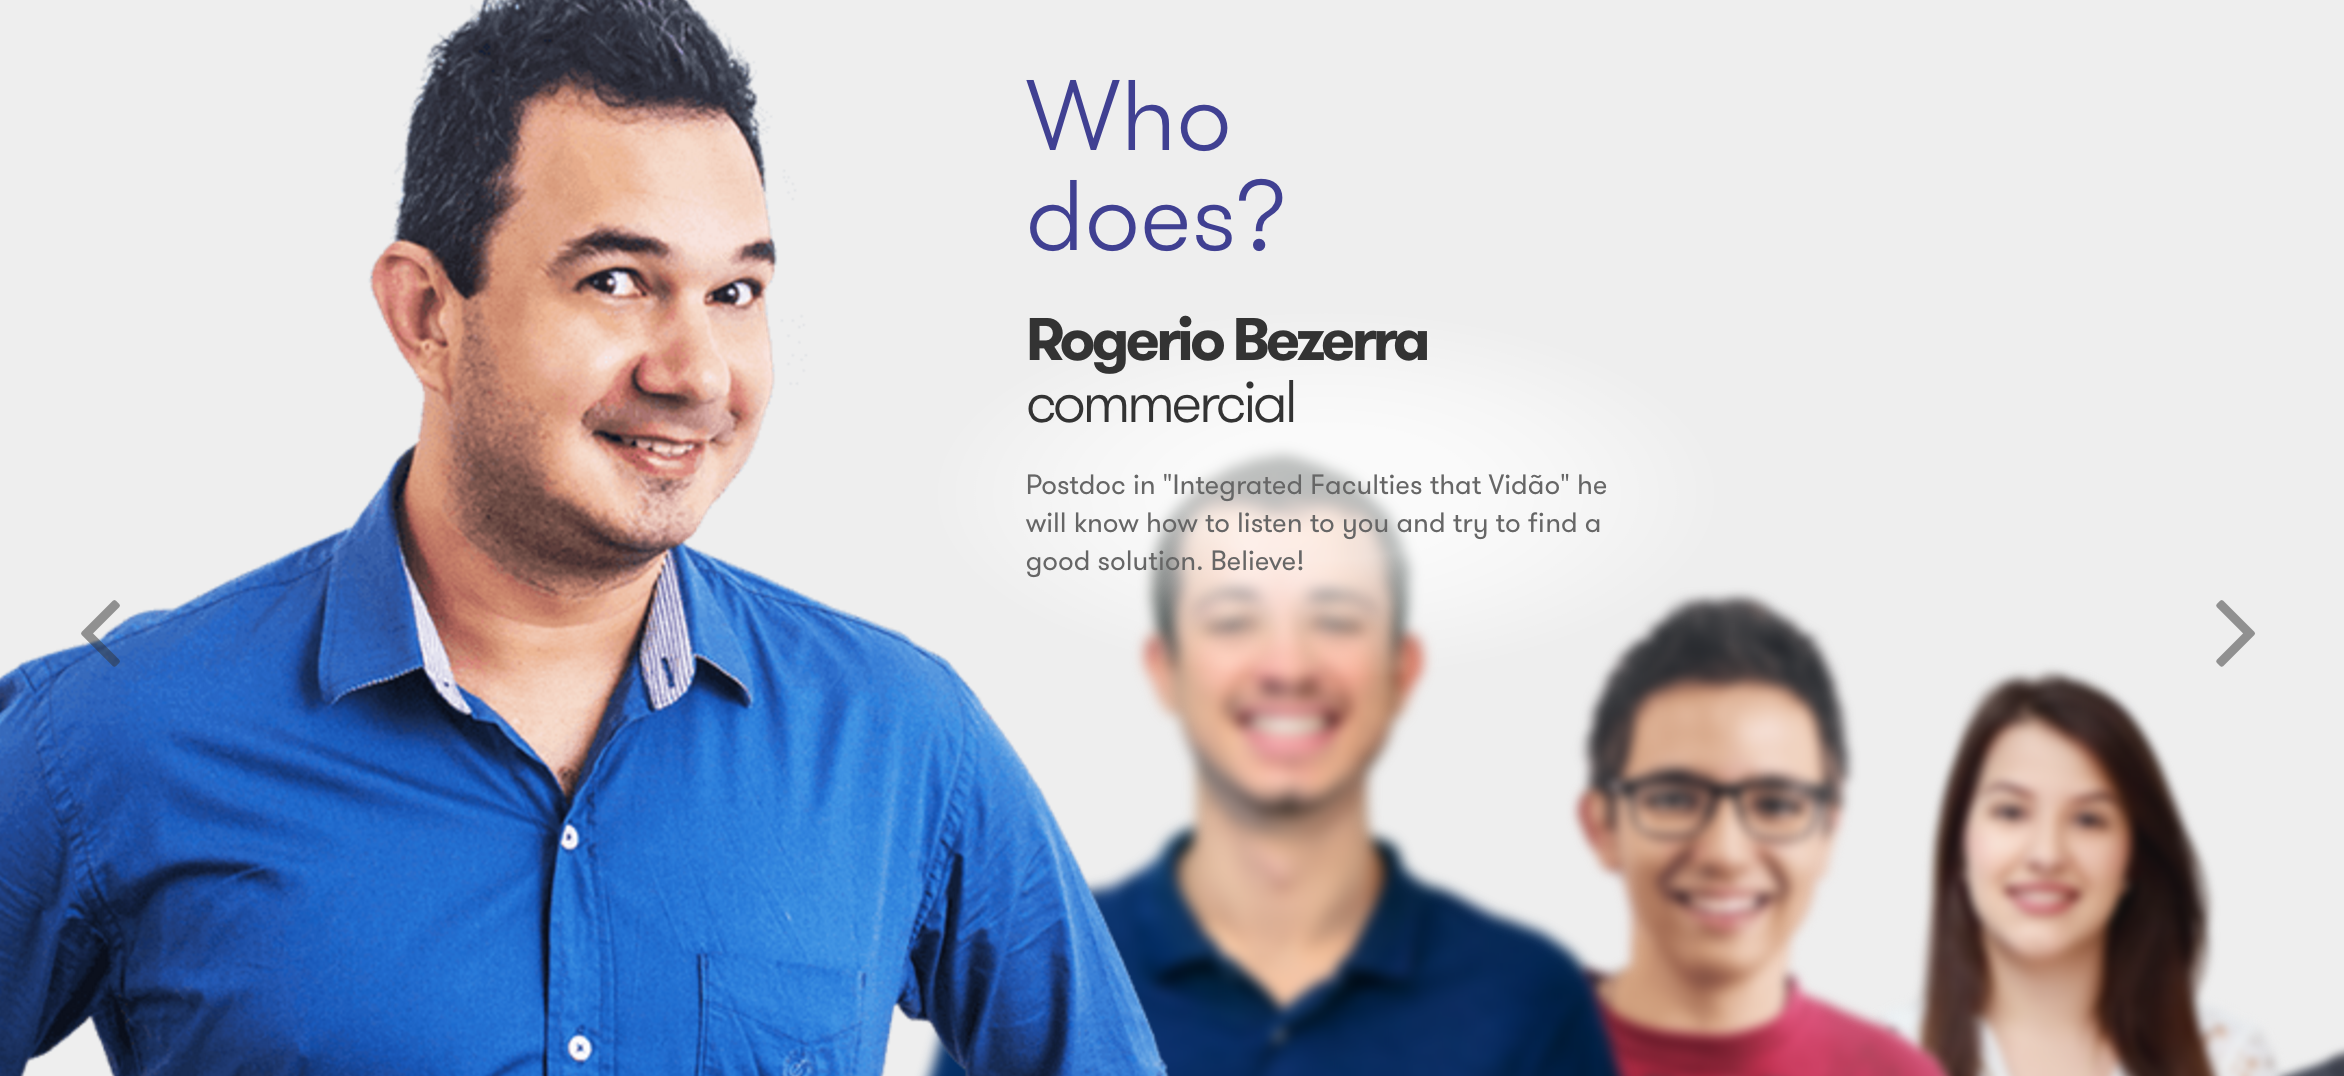 Who
does?
Rogerio Bezerra
commercial
Postdoc in "Integrated Faculties that Vidão" he
will know how to listen to you and try to find a
good solution. Believe!